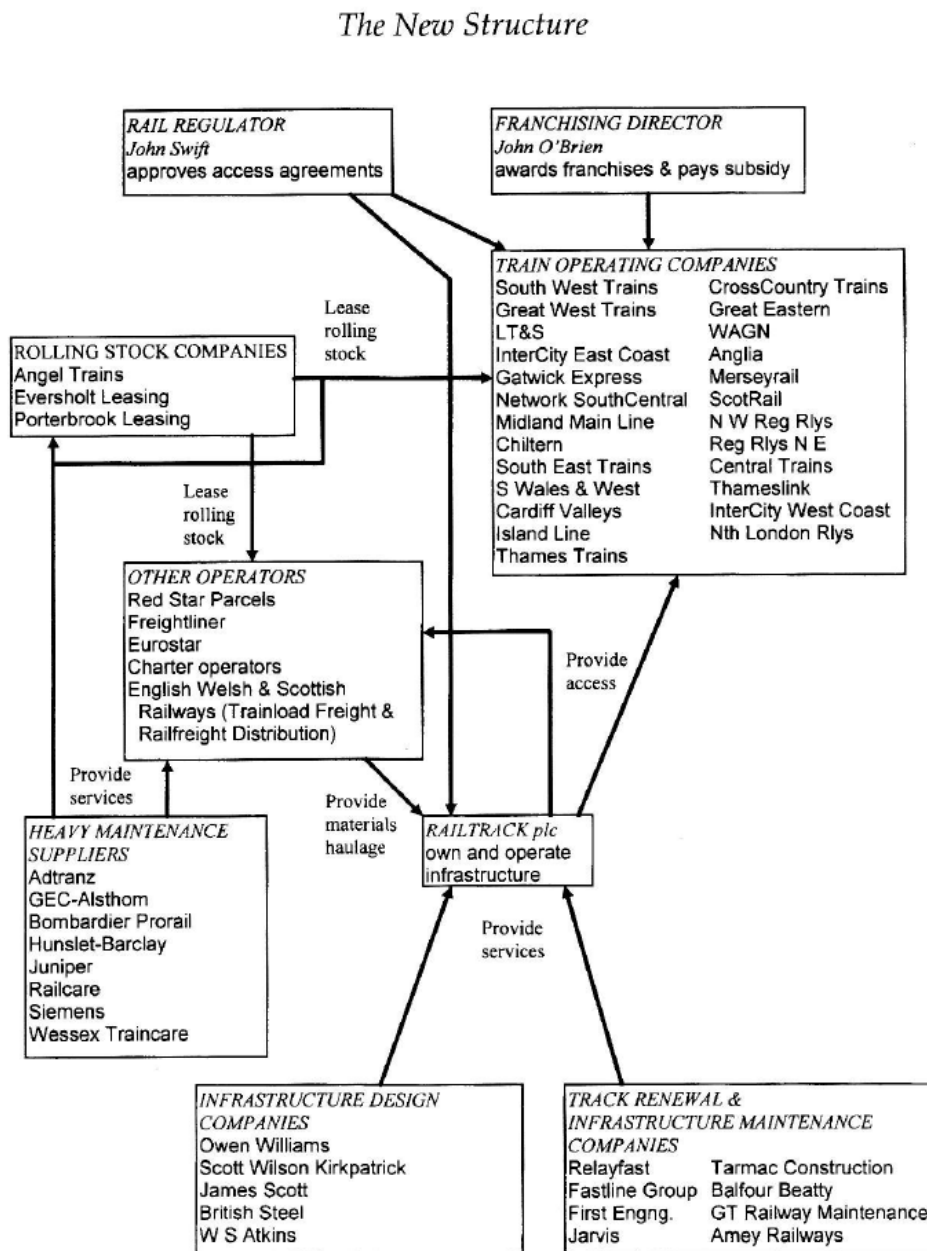 The New Structure
RAIL REGULATOR
John Swift
approves access agreements
FRANCHISING DIRECTOR
John O'Brien
awards franchises & pays subsidy
TRAIN OPERATING COMPANIES
South West Trains
Great West Trains
LT&S
InterCity East Coast
Gatwick Express
Network SouthCentral
Midland Main Line
Chiltern
South East Trains
S Wales & West
Cardiff Valleys
Island Line
Thames Trains
CrossCountry Trains
Great Eastern
WAGN
Anglia
Merseyrail
ScotRail
N W Reg Rlys
Reg Rlys N E
Central Trains
Thameslink
InterCity West Coast
Nth London Rlys
Lease
rolling
stock
ROLLING STOCK COMPANIES
Angel Trains
Eversholt Leasing
Porterbrook Leasing
Lease
rolling
stock
OTHER OPERATORS
Red Star Parcels
Freightliner
Eurostar
Charter operators
English Welsh & Scottish
Railways (Trainload Freight &
Railfreight Distribution)
Provide
access
Provide
services
Provide
materials
haulage
RAILTRACK plc
own and operate
infrastructure
HEAVY MAINTENANCE
SUPPLIERS
Adtranz
GEC-Alsthom
Bombardier Prorail
Hunslet-Barclay
Juniper
Railcare
Siemens
Wessex Traincare
Provide
services
INFRASTRUCTURE DESIGN
COMPANIES
Owen Williams
Scott Wilson Kirkpatrick
James Scott
British Steel
W S Atkins
TRACK RENEWAL &
INFRASTRUCTURE MAINTENANCE
COMPANIES
Relayfast
Fastline Group
First Engng.
Jarvis
Tarmac Construction
Balfour Beatty
GT Railway Maintenance
Amey Railways